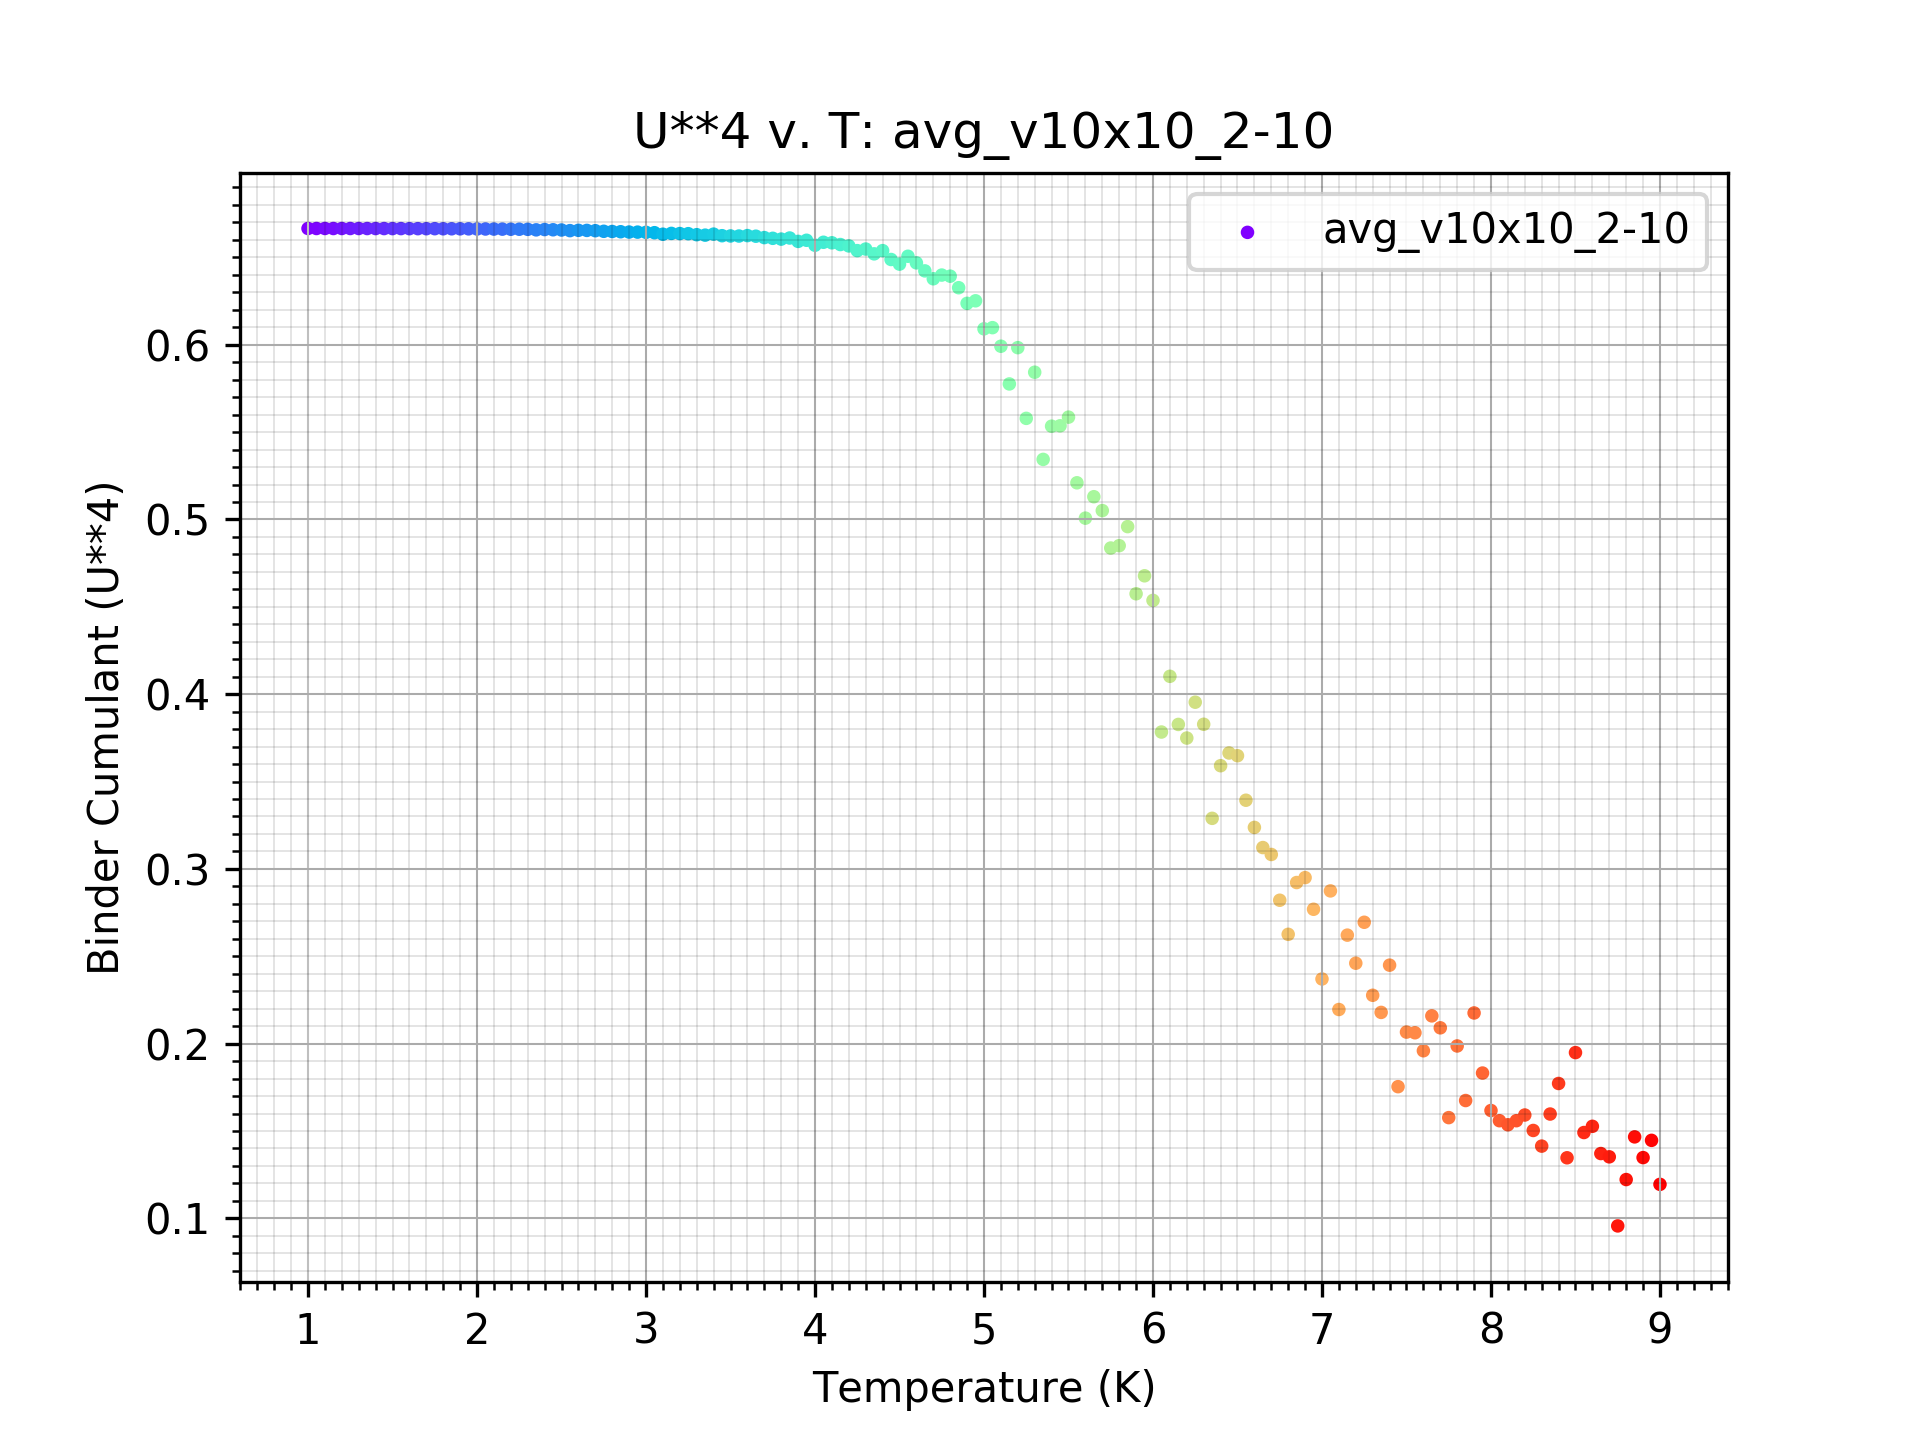 U**4 v. T: avg_v10x10_2-10
avg_v10x10_2-10
Binder Cumulant (U**4)
0.6
0.5
0.4
0.3
0.2
0.1
1 2 3 4 5 6 7 8 9
Temperature (K)